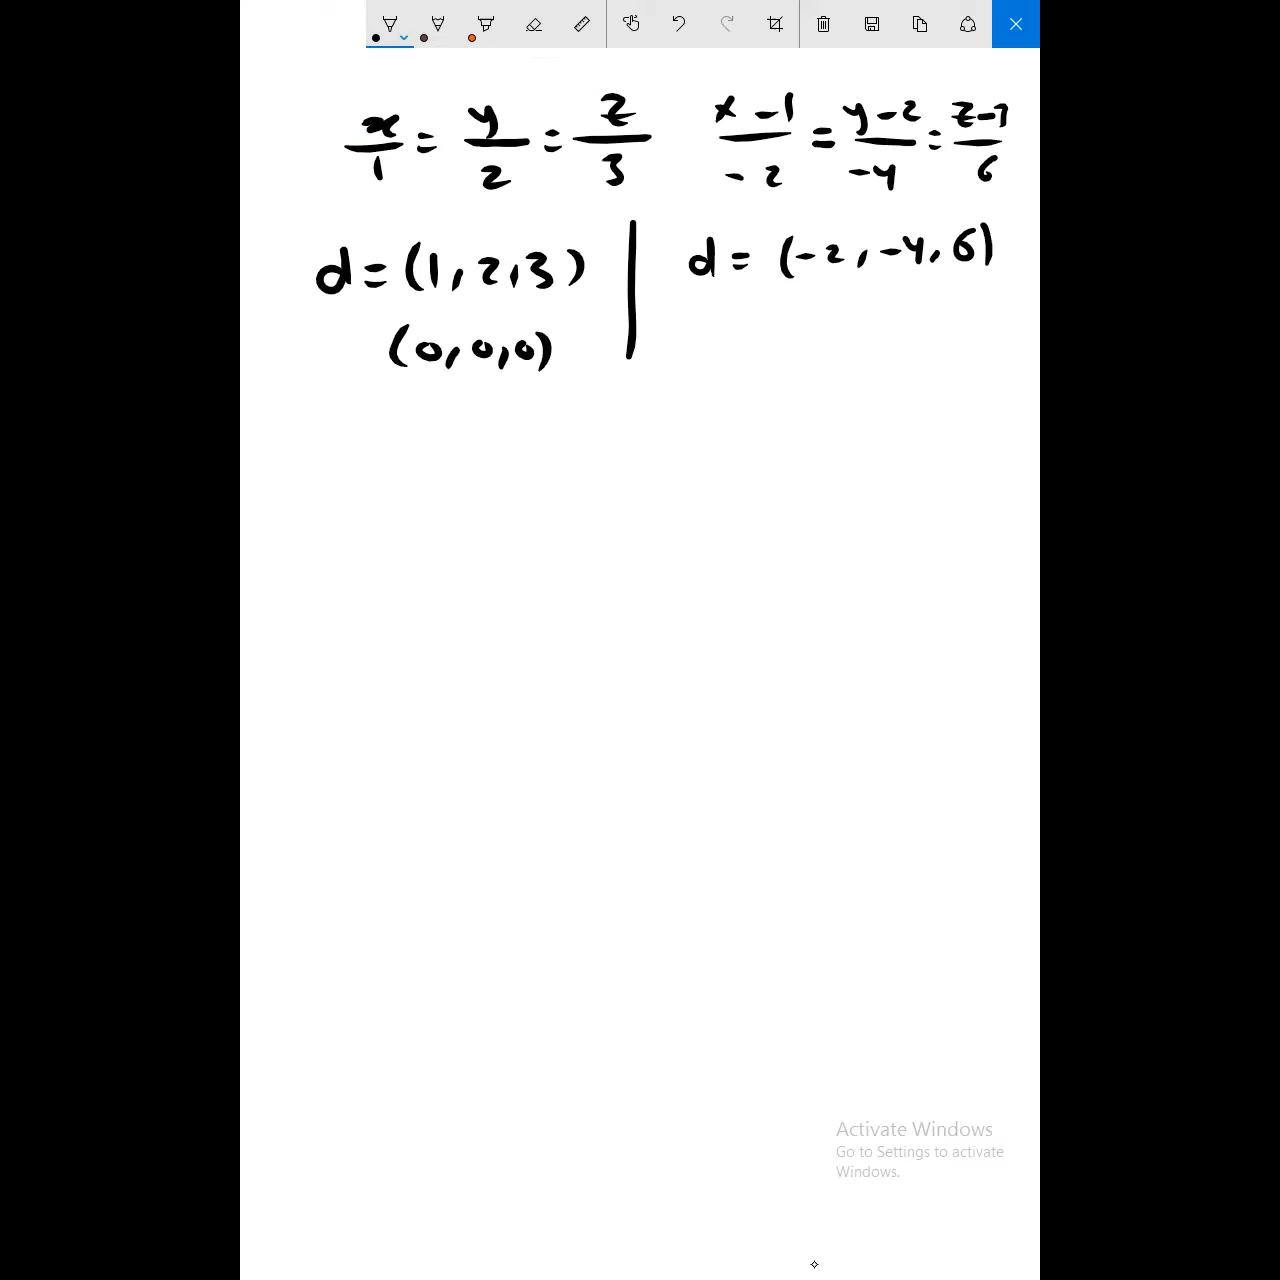 x/1 = y/2 = z/3
x-1/-2 = y-2/-4 = z-7/6
d = (1, 2, 3)
(0, 0, 0)
d = (-2, -4, 6)
Activate Windows
Go to Settings to activate
Windows.